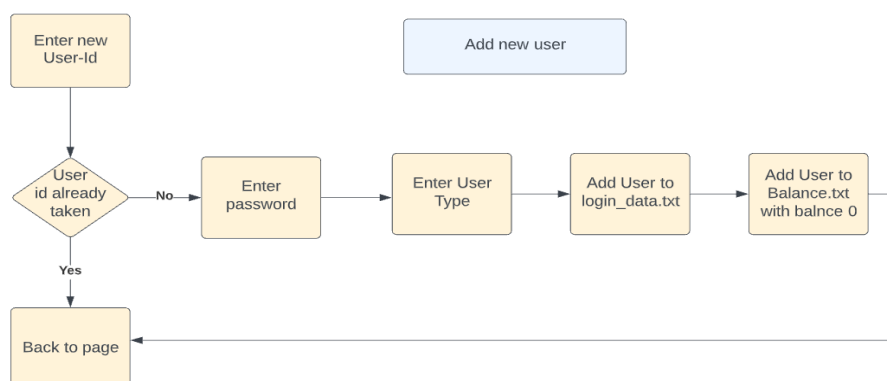 Enter new
User-Id
Add new user
User
id already
taken
No
Enter
password
Enter User
Type
Add User to
login_data.txt
Add User to
Balance.txt
with balnce 0
Yes
Back to page